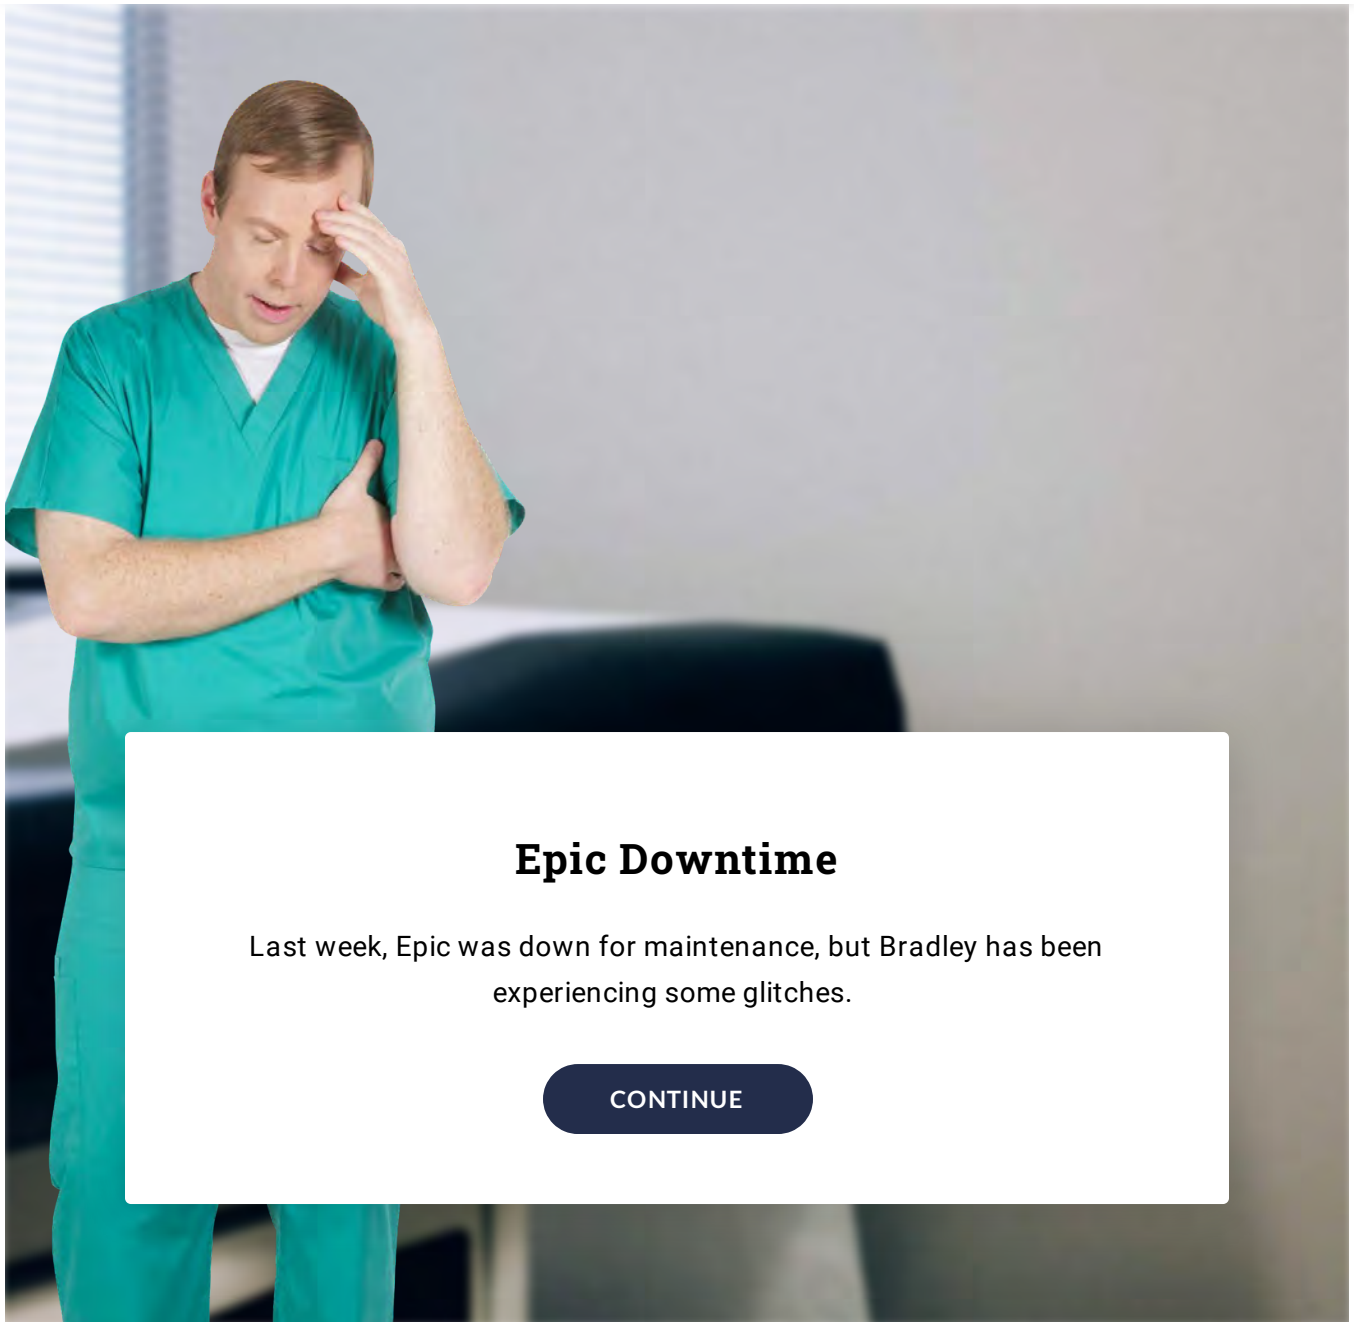 Epic Downtime
Last week, Epic was down for maintenance, but Bradley has been
experiencing some glitches.
CONTINUE